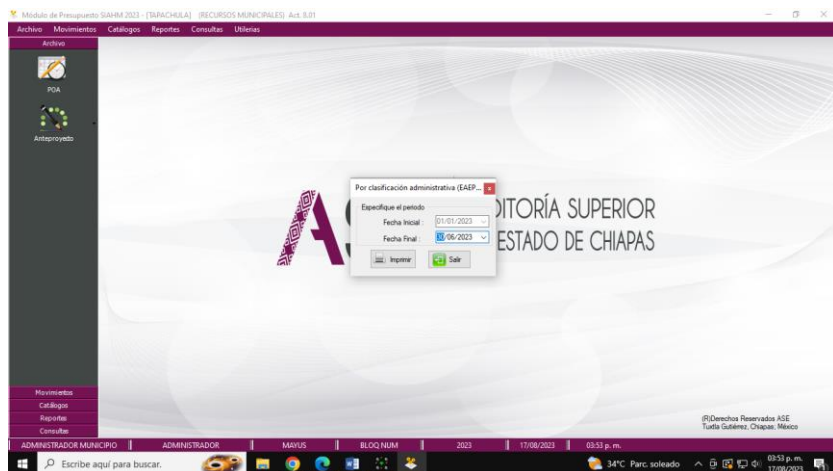 Módulo de Presupuesto SIAHM 2023 - [TAPACHULA] (RECURSOS MUNICIPALES) Act. 8.01
Archivo Movimientos Catálogos Reportes Consultas Utilerias
Archivo
POA
Anteproyecto
Por clasificación administrativa (EAEP...
Especifique el periodo
Fecha Inicial : 01/01/2023
Fecha Final : 30/06/2023
Imprimir Salir
AS
DITORÍA SUPERIOR
ESTADO DE CHIAPAS
Movimientos
Catálogos
Reportes
Consultas
(R)Derechos Reservados ASE
Tuxtla Gutiérrez, Chiapas; México
ADMINISTRADOR MUNICIPIO ADMINISTRADOR MAYUS BLOQ NUM 2023 17/08/2023 03:53 p. m.
Escribe aquí para buscar. 34°C Parc. soleado 03:53 p. m.
17/08/2023